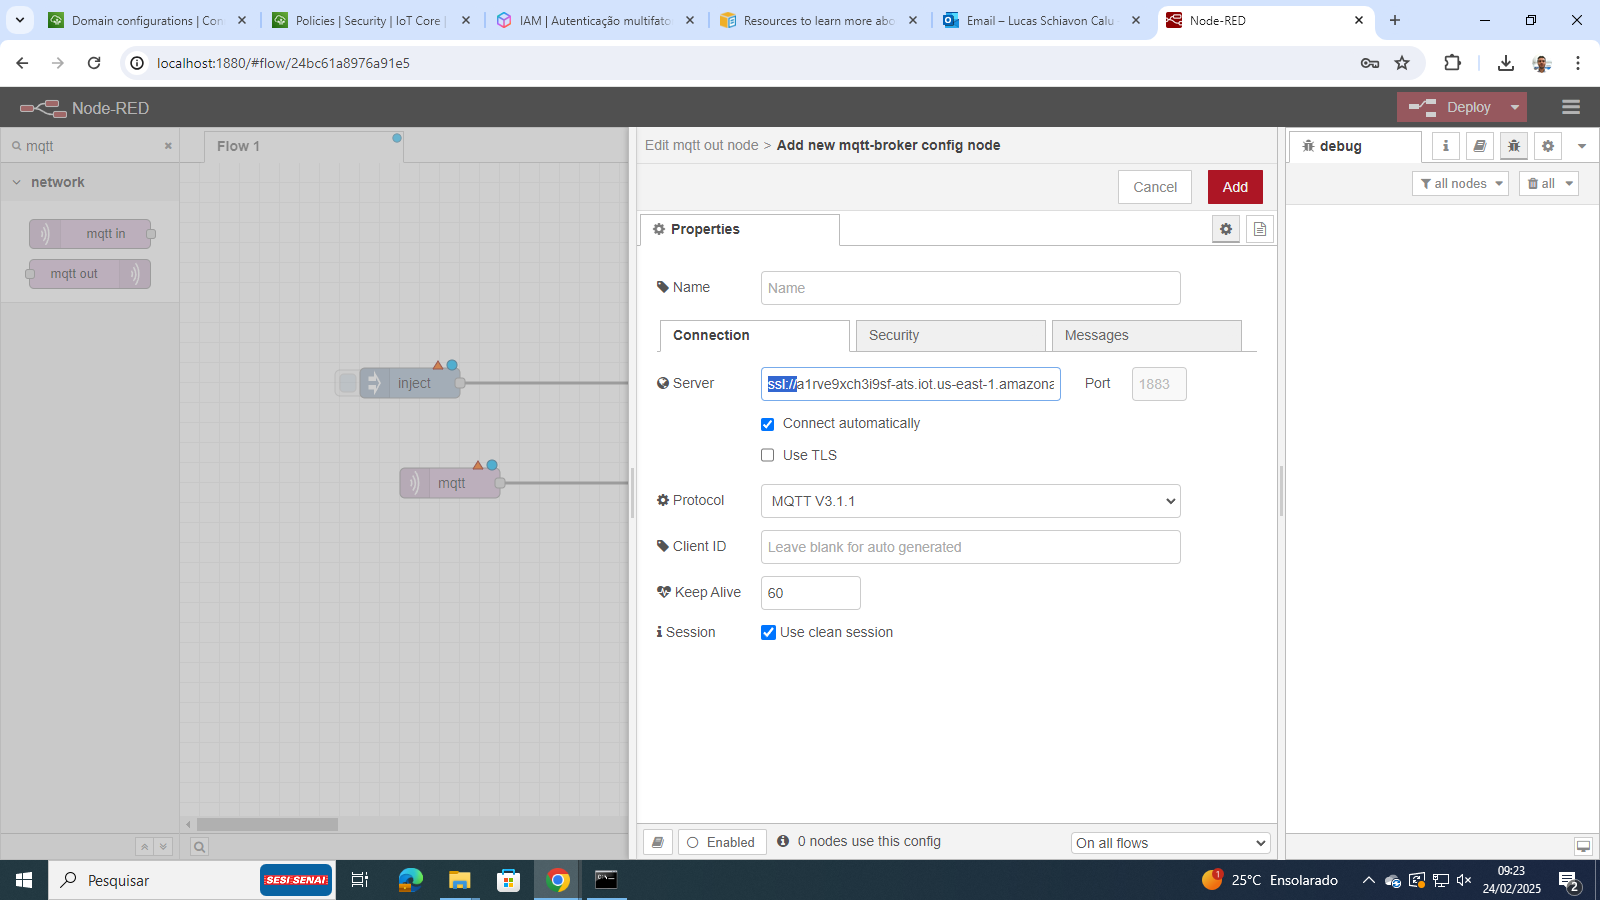 Domain configurations | Con
Policies | Security | IoT Core |
IAM | Autenticação multifato
Resources to learn more abo
Email – Lucas Schiavon Calu
Node-RED
localhost:1880/#flow/24bc61a8976a91e5
Node-RED
Deploy
mqtt
Flow 1
Edit mqtt out node > Add new mqtt-broker config node
debug
network
Cancel
Add
all nodes
all
mqtt in
mqtt out
Properties
Name
Name
Connection
Security
Messages
inject
Server
ssl://a1rve9xch3i9sf-ats.iot.us-east-1.amazona
Port
1883
Connect automatically
Use TLS
mqtt
Protocol
MQTT V3.1.1
Client ID
Leave blank for auto generated
Keep Alive
60
Session
Use clean session
Enabled
0 nodes use this config
On all flows
Pesquisar
SESI SENAI
1
25°C Ensolarado
09:23
24/02/2025
2